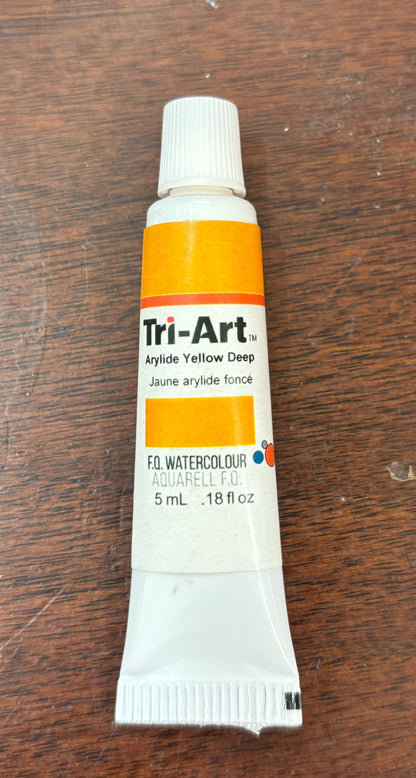 Tri-Art™
Arylide Yellow Deep
Jaune arylide foncé
F.Q. WATERCOLOUR
AQUARELL F.Q.
5 mL .18 fl oz